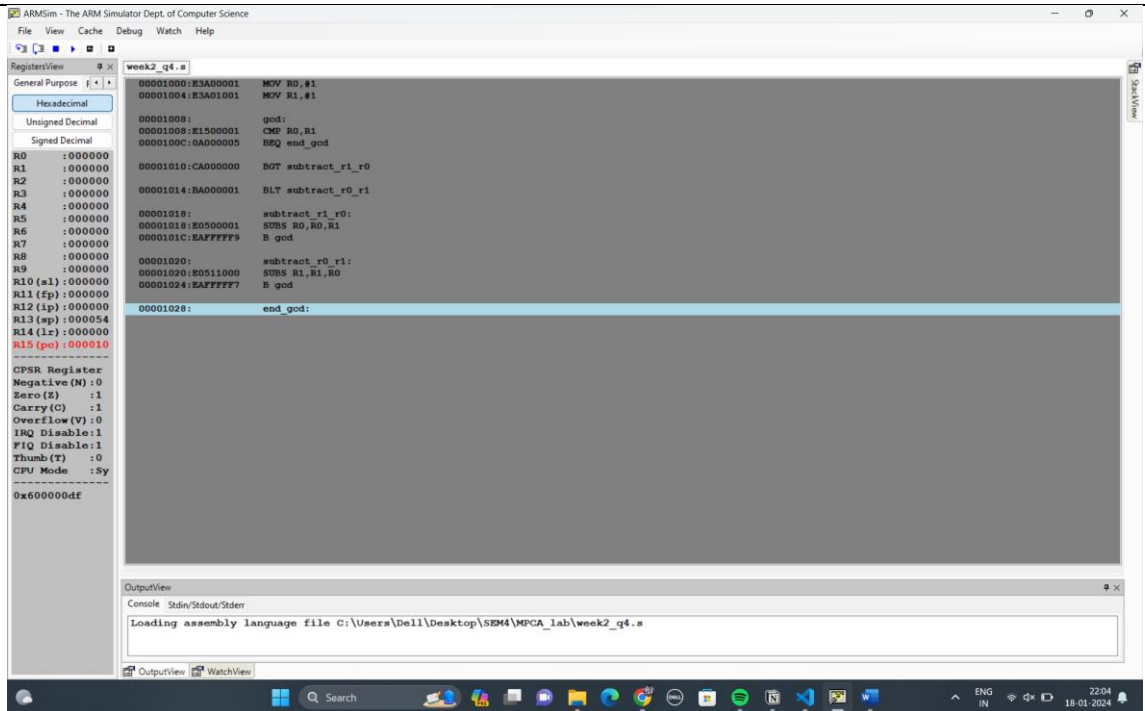 ARMSim - The ARM Simulator Dept. of Computer Science
File View Cache Debug Watch Help
RegistersView
week2_q4.s
General Purpose
Hexadecimal
Unsigned Decimal
Signed Decimal
R0 :000000
R1 :000000
R2 :000000
R3 :000000
R4 :000000
R5 :000000
R6 :000000
R7 :000000
R8 :000000
R9 :000000
R10(sl):000000
R11(fp):000000
R12(ip):000000
R13(sp):000054
R14(lr):000000
R15(pc):000010
CPSR Register
Negative(N):0
Zero(Z) :1
Carry(C) :1
Overflow(V):0
IRQ Disable:1
FIQ Disable:1
Thumb(T) :0
CPU Mode :Sy
0x600000df
00001000:E3A00001 MOV R0,#1
00001004:E3A01001 MOV R1,#1
00001008: gcd:
00001008:E1500001 CMP R0,R1
0000100C:0A000005 BEQ end_gcd
00001010:CA000000 BGT subtract_r1_r0
00001014:BA000001 BLT subtract_r0_r1
00001018: subtract_r1_r0:
00001018:E0500001 SUBS R0,R0,R1
0000101C:EAFFFFF9 B gcd
00001020: subtract_r0_r1:
00001020:E0511000 SUBS R1,R1,R0
00001024:EAFFFFF7 B gcd
00001028: end_gcd:
StackView
OutputView
Console Stdin/Stdout/Stderr
Loading assembly language file C:\Users\Dell\Desktop\SEM4\MPCA_lab\week2_q4.s
OutputView WatchView
Search
ENG
IN
22:04
18-01-2024